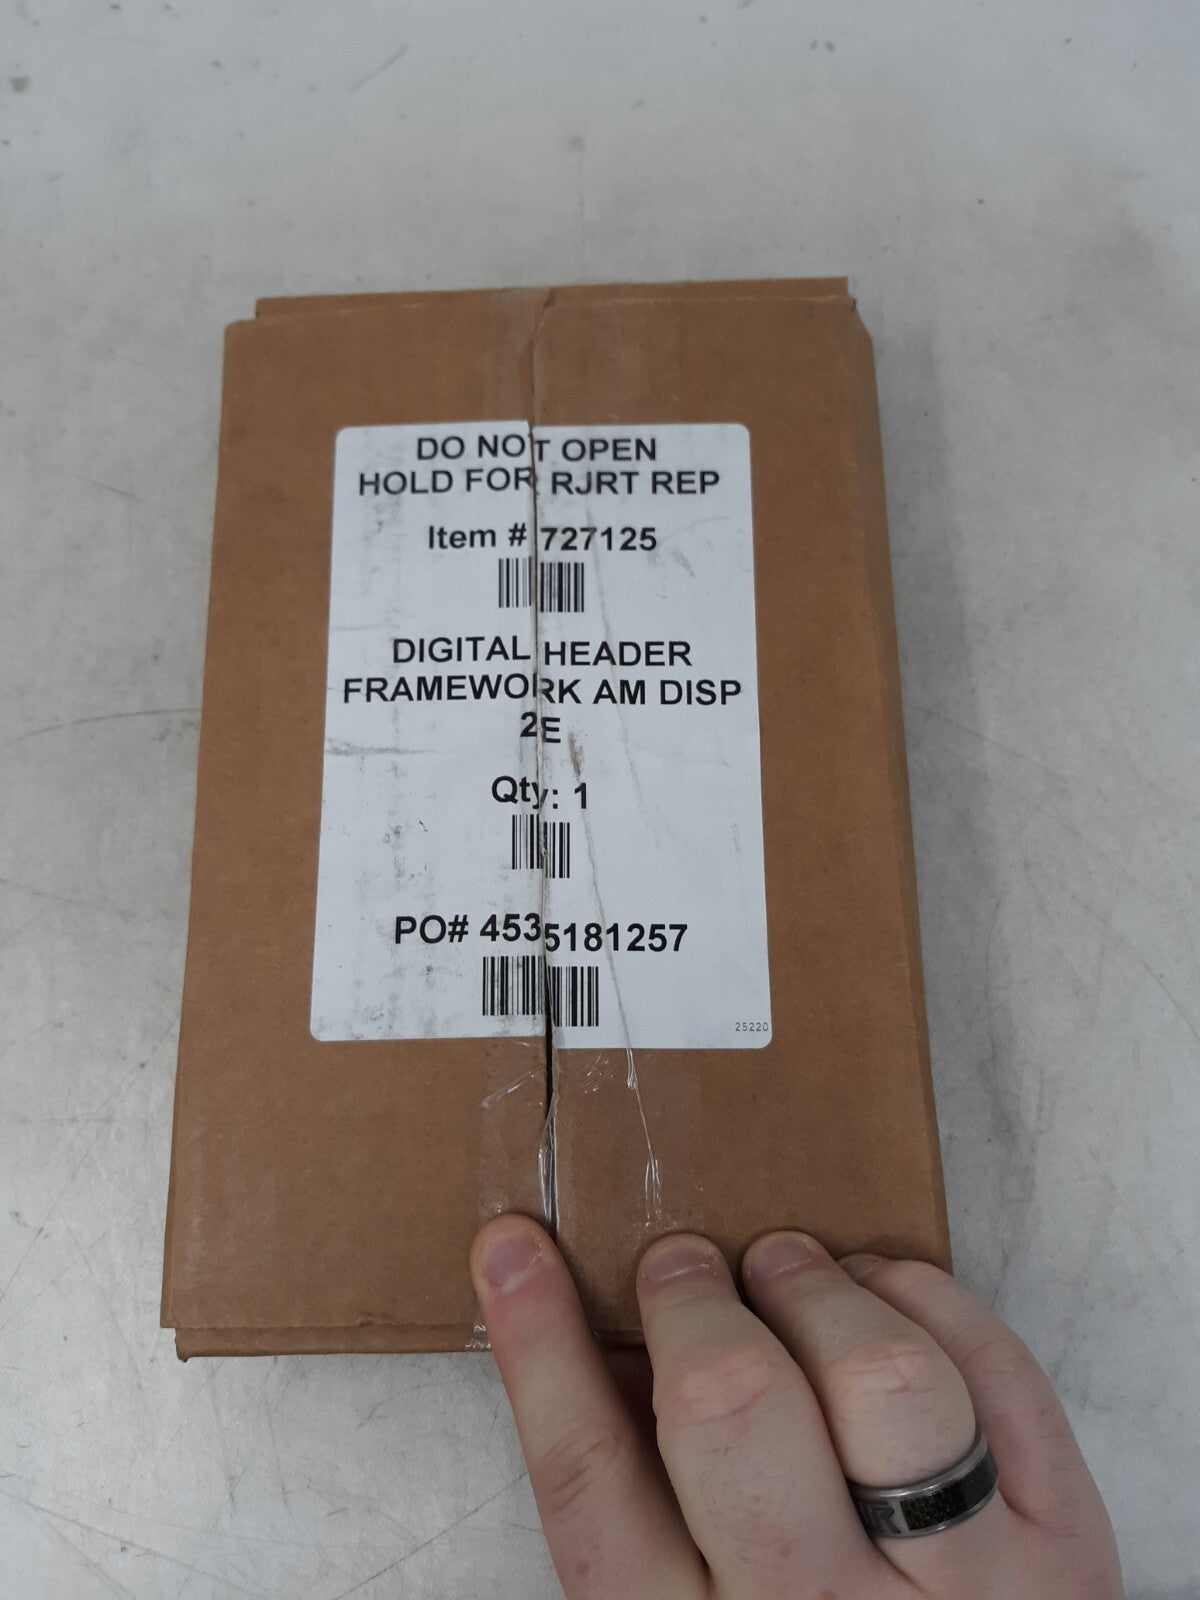 DO NOT OPEN
HOLD FOR RJRT REP
Item # 727125
DIGITAL HEADER
FRAMEWORK AM DISP
2E
Qty: 1
PO# 4535181257
25220